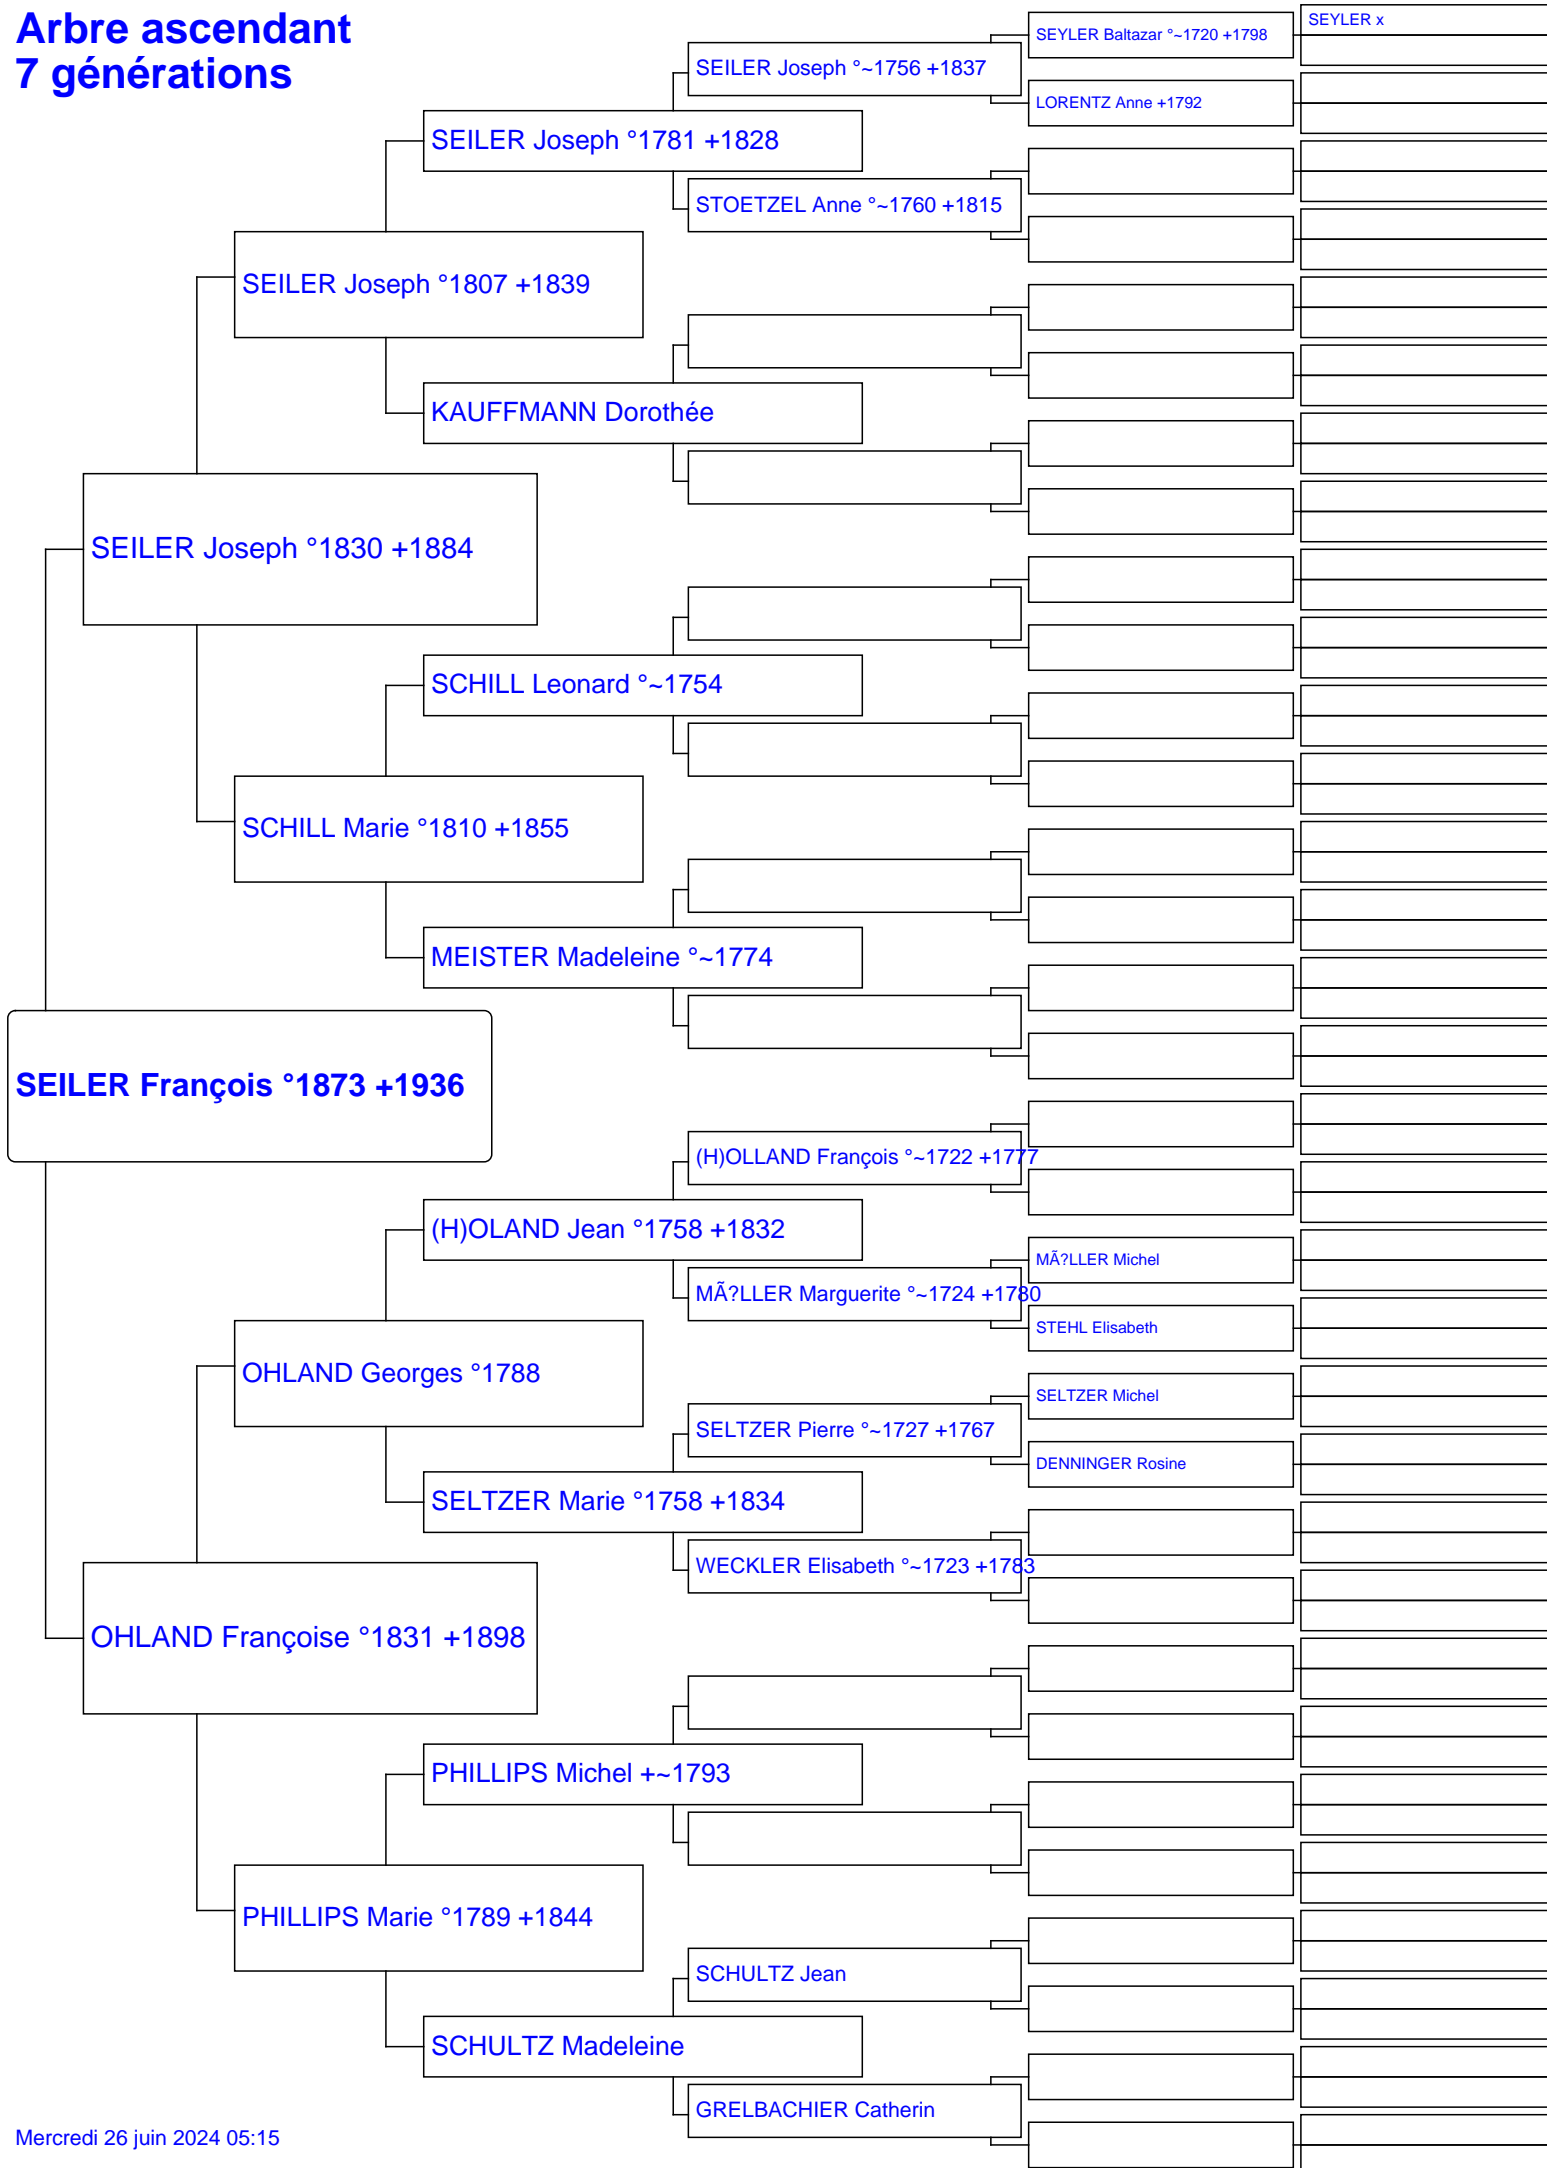 Arbre ascendant
7 générations
SEYLER x
SEYLER Baltazar °~1720 +1798
SEILER Joseph °~1756 +1837
LORENTZ Anne +1792
SEILER Joseph °1781 +1828
STOETZEL Anne °~1760 +1815
SEILER Joseph °1807 +1839
KAUFFMANN Dorothée
SEILER Joseph °1830 +1884
SCHILL Leonard °~1754
SCHILL Marie °1810 +1855
MEISTER Madeleine °~1774
SEILER François °1873 +1936
(H)OLLAND François °~1722 +1777
(H)OLAND Jean °1758 +1832
MÃ?LLER Michel
MÃ?LLER Marguerite °~1724 +1780
STEHL Elisabeth
OHLAND Georges °1788
SELTZER Michel
SELTZER Pierre °~1727 +1767
DENNINGER Rosine
SELTZER Marie °1758 +1834
WECKLER Elisabeth °~1723 +1783
OHLAND Françoise °1831 +1898
PHILLIPS Michel +~1793
PHILLIPS Marie °1789 +1844
SCHULTZ Jean
SCHULTZ Madeleine
GRELBACHIER Catherin
Mercredi 26 juin 2024 05:15